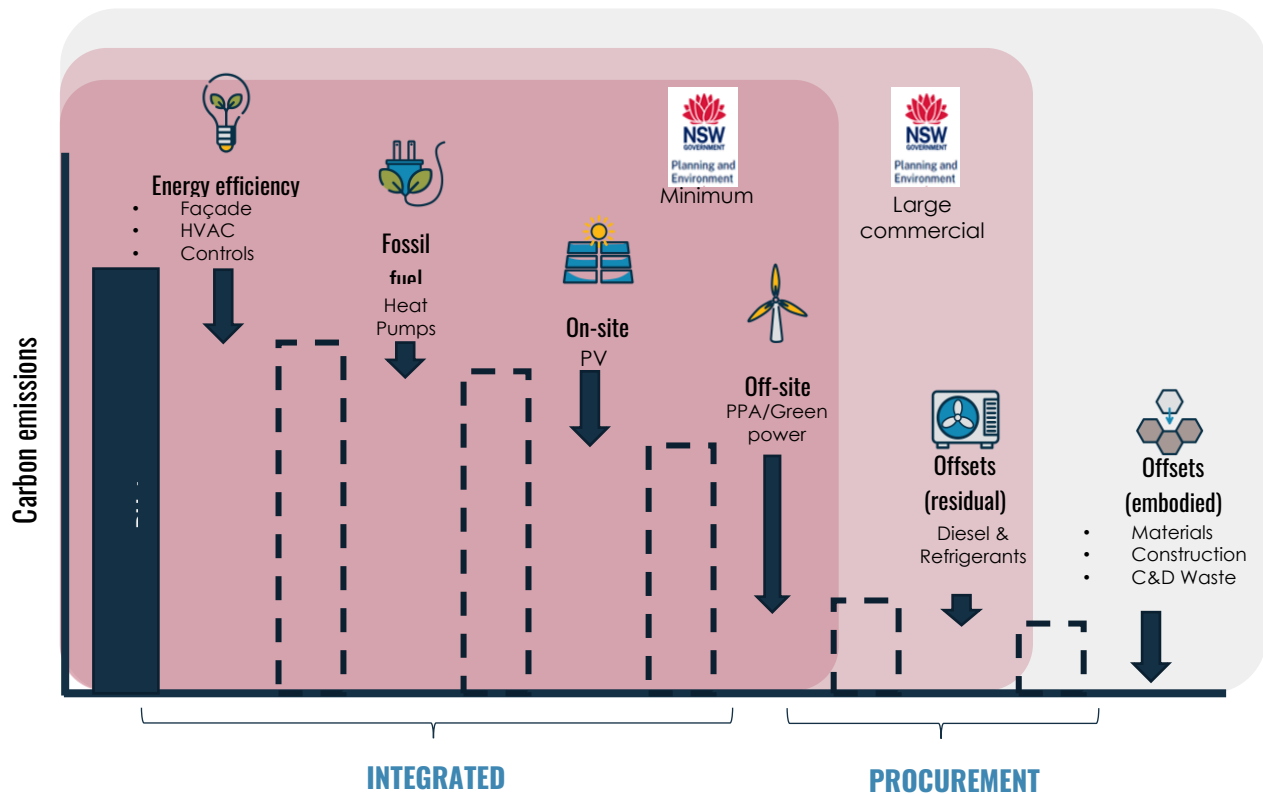 Energy efficiency
• Façade
• HVAC
• Controls
Fossil
fuel
Heat
Pumps
On-site
PV
NSW
GOVERNMENT
Planning and
Environment
Minimum
Off-site
PPA/Green
power
NSW
GOVERNMENT
Planning and
Environment
Large
commercial
Offsets
(residual)
Diesel &
Refrigerants
Offsets
(embodied)
• Materials
• Construction
• C&D Waste
Carbon emissions
INTEGRATED
PROCUREMENT